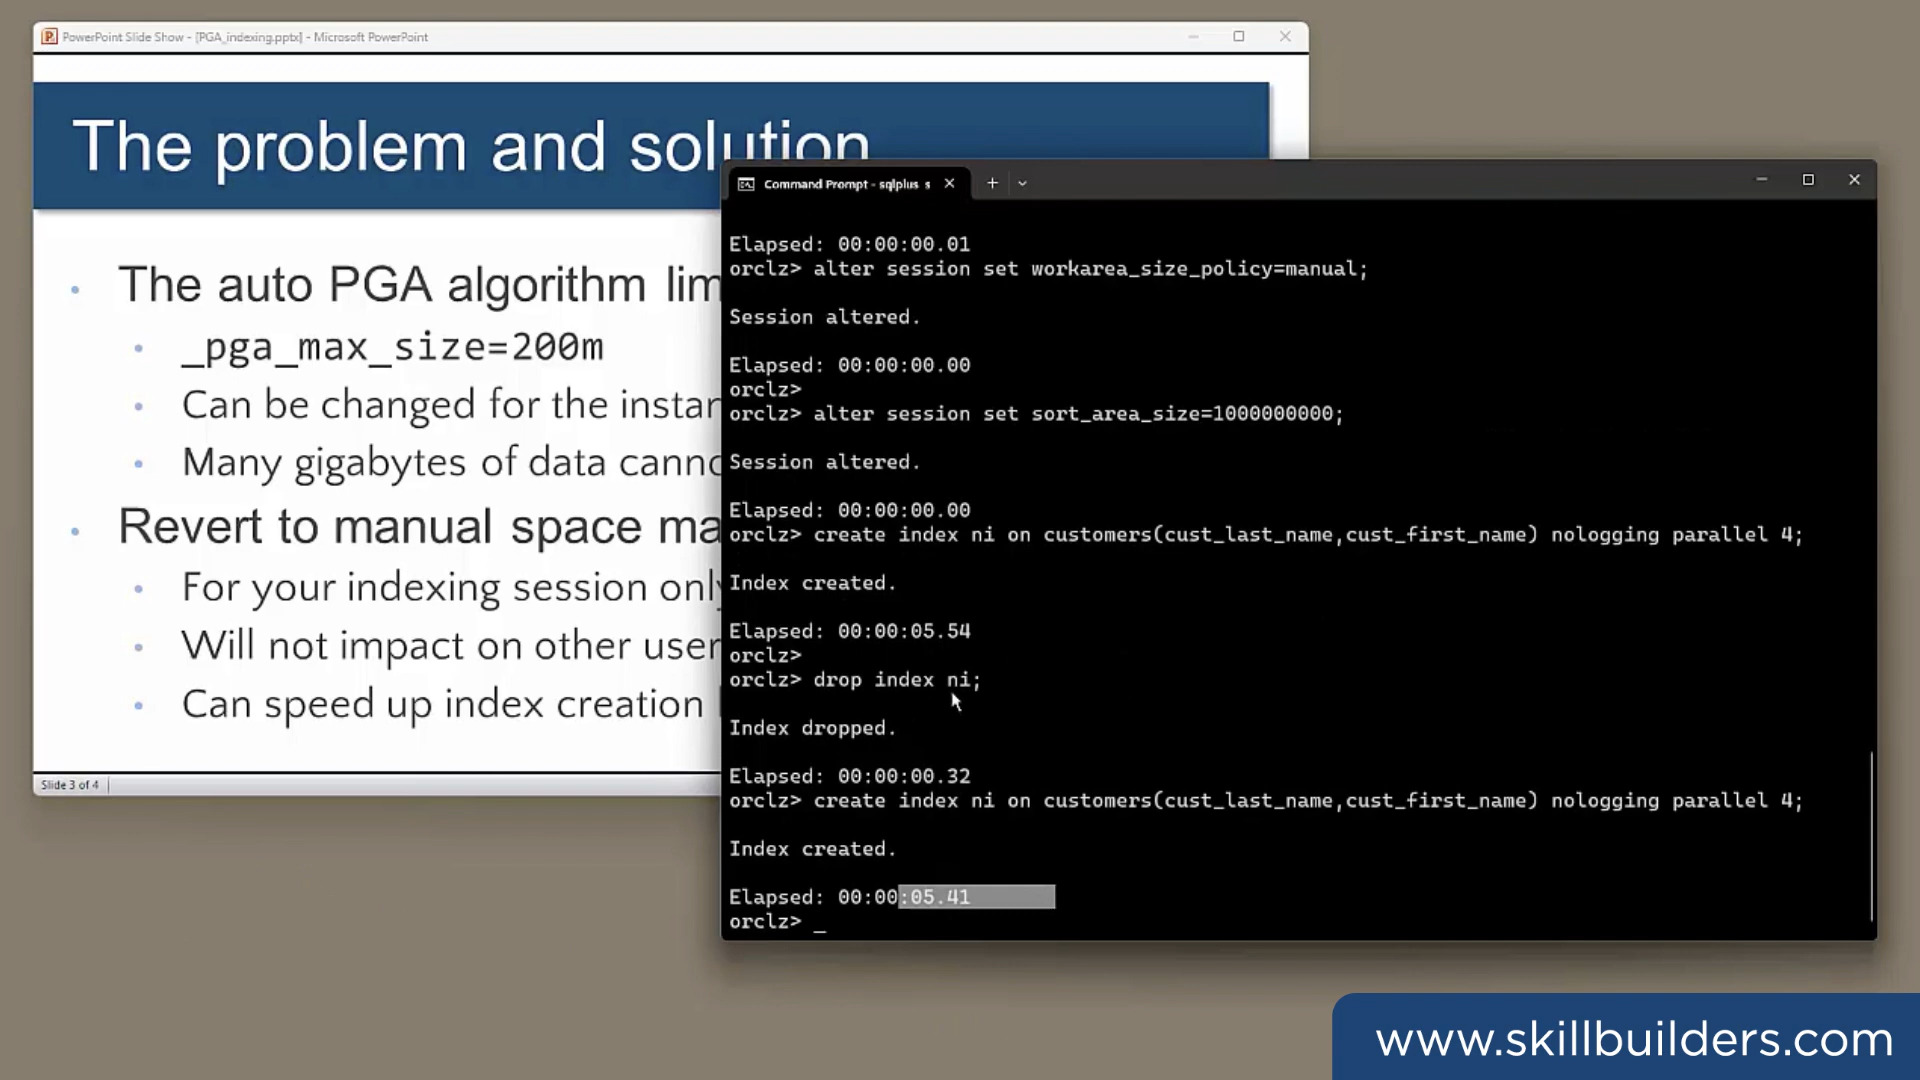 PowerPoint Slide Show - [PGA_indexing.pptx] - Microsoft PowerPoint
The problem and solution
The auto PGA algorithm lim
_pga_max_size=200m
Can be changed for the instan
Many gigabytes of data canno
Revert to manual space ma
For your indexing session only
Will not impact on other user
Can speed up index creation
Slide 3 of 4
Command Prompt - sqlplus s
Elapsed: 00:00:00.01
orclz> alter session set workarea_size_policy=manual;
Session altered.
Elapsed: 00:00:00.00
orclz>
orclz> alter session set sort_area_size=1000000000;
Session altered.
Elapsed: 00:00:00.00
orclz> create index ni on customers(cust_last_name,cust_first_name) nologging parallel 4;
Index created.
Elapsed: 00:00:05.54
orclz>
orclz> drop index ni;
Index dropped.
Elapsed: 00:00:00.32
orclz> create index ni on customers(cust_last_name,cust_first_name) nologging parallel 4;
Index created.
Elapsed: 00:00:05.41
orclz> _
www.skillbuilders.com